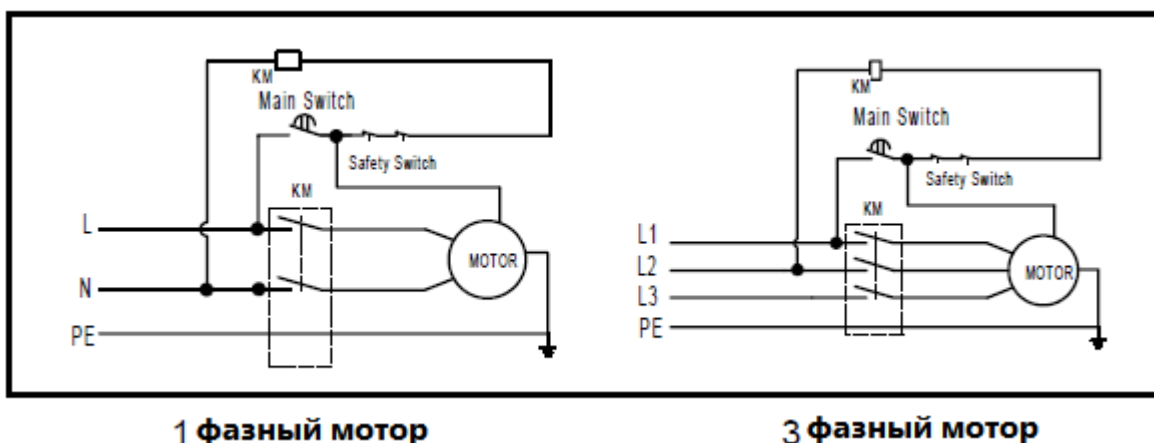 KM
Main Switch
Safety Switch
KM
L
N
PE
MOTOR
1 фазный мотор
KM
Main Switch
Safety Switch
KM
L1
L2
L3
PE
MOTOR
3 фазный мотор